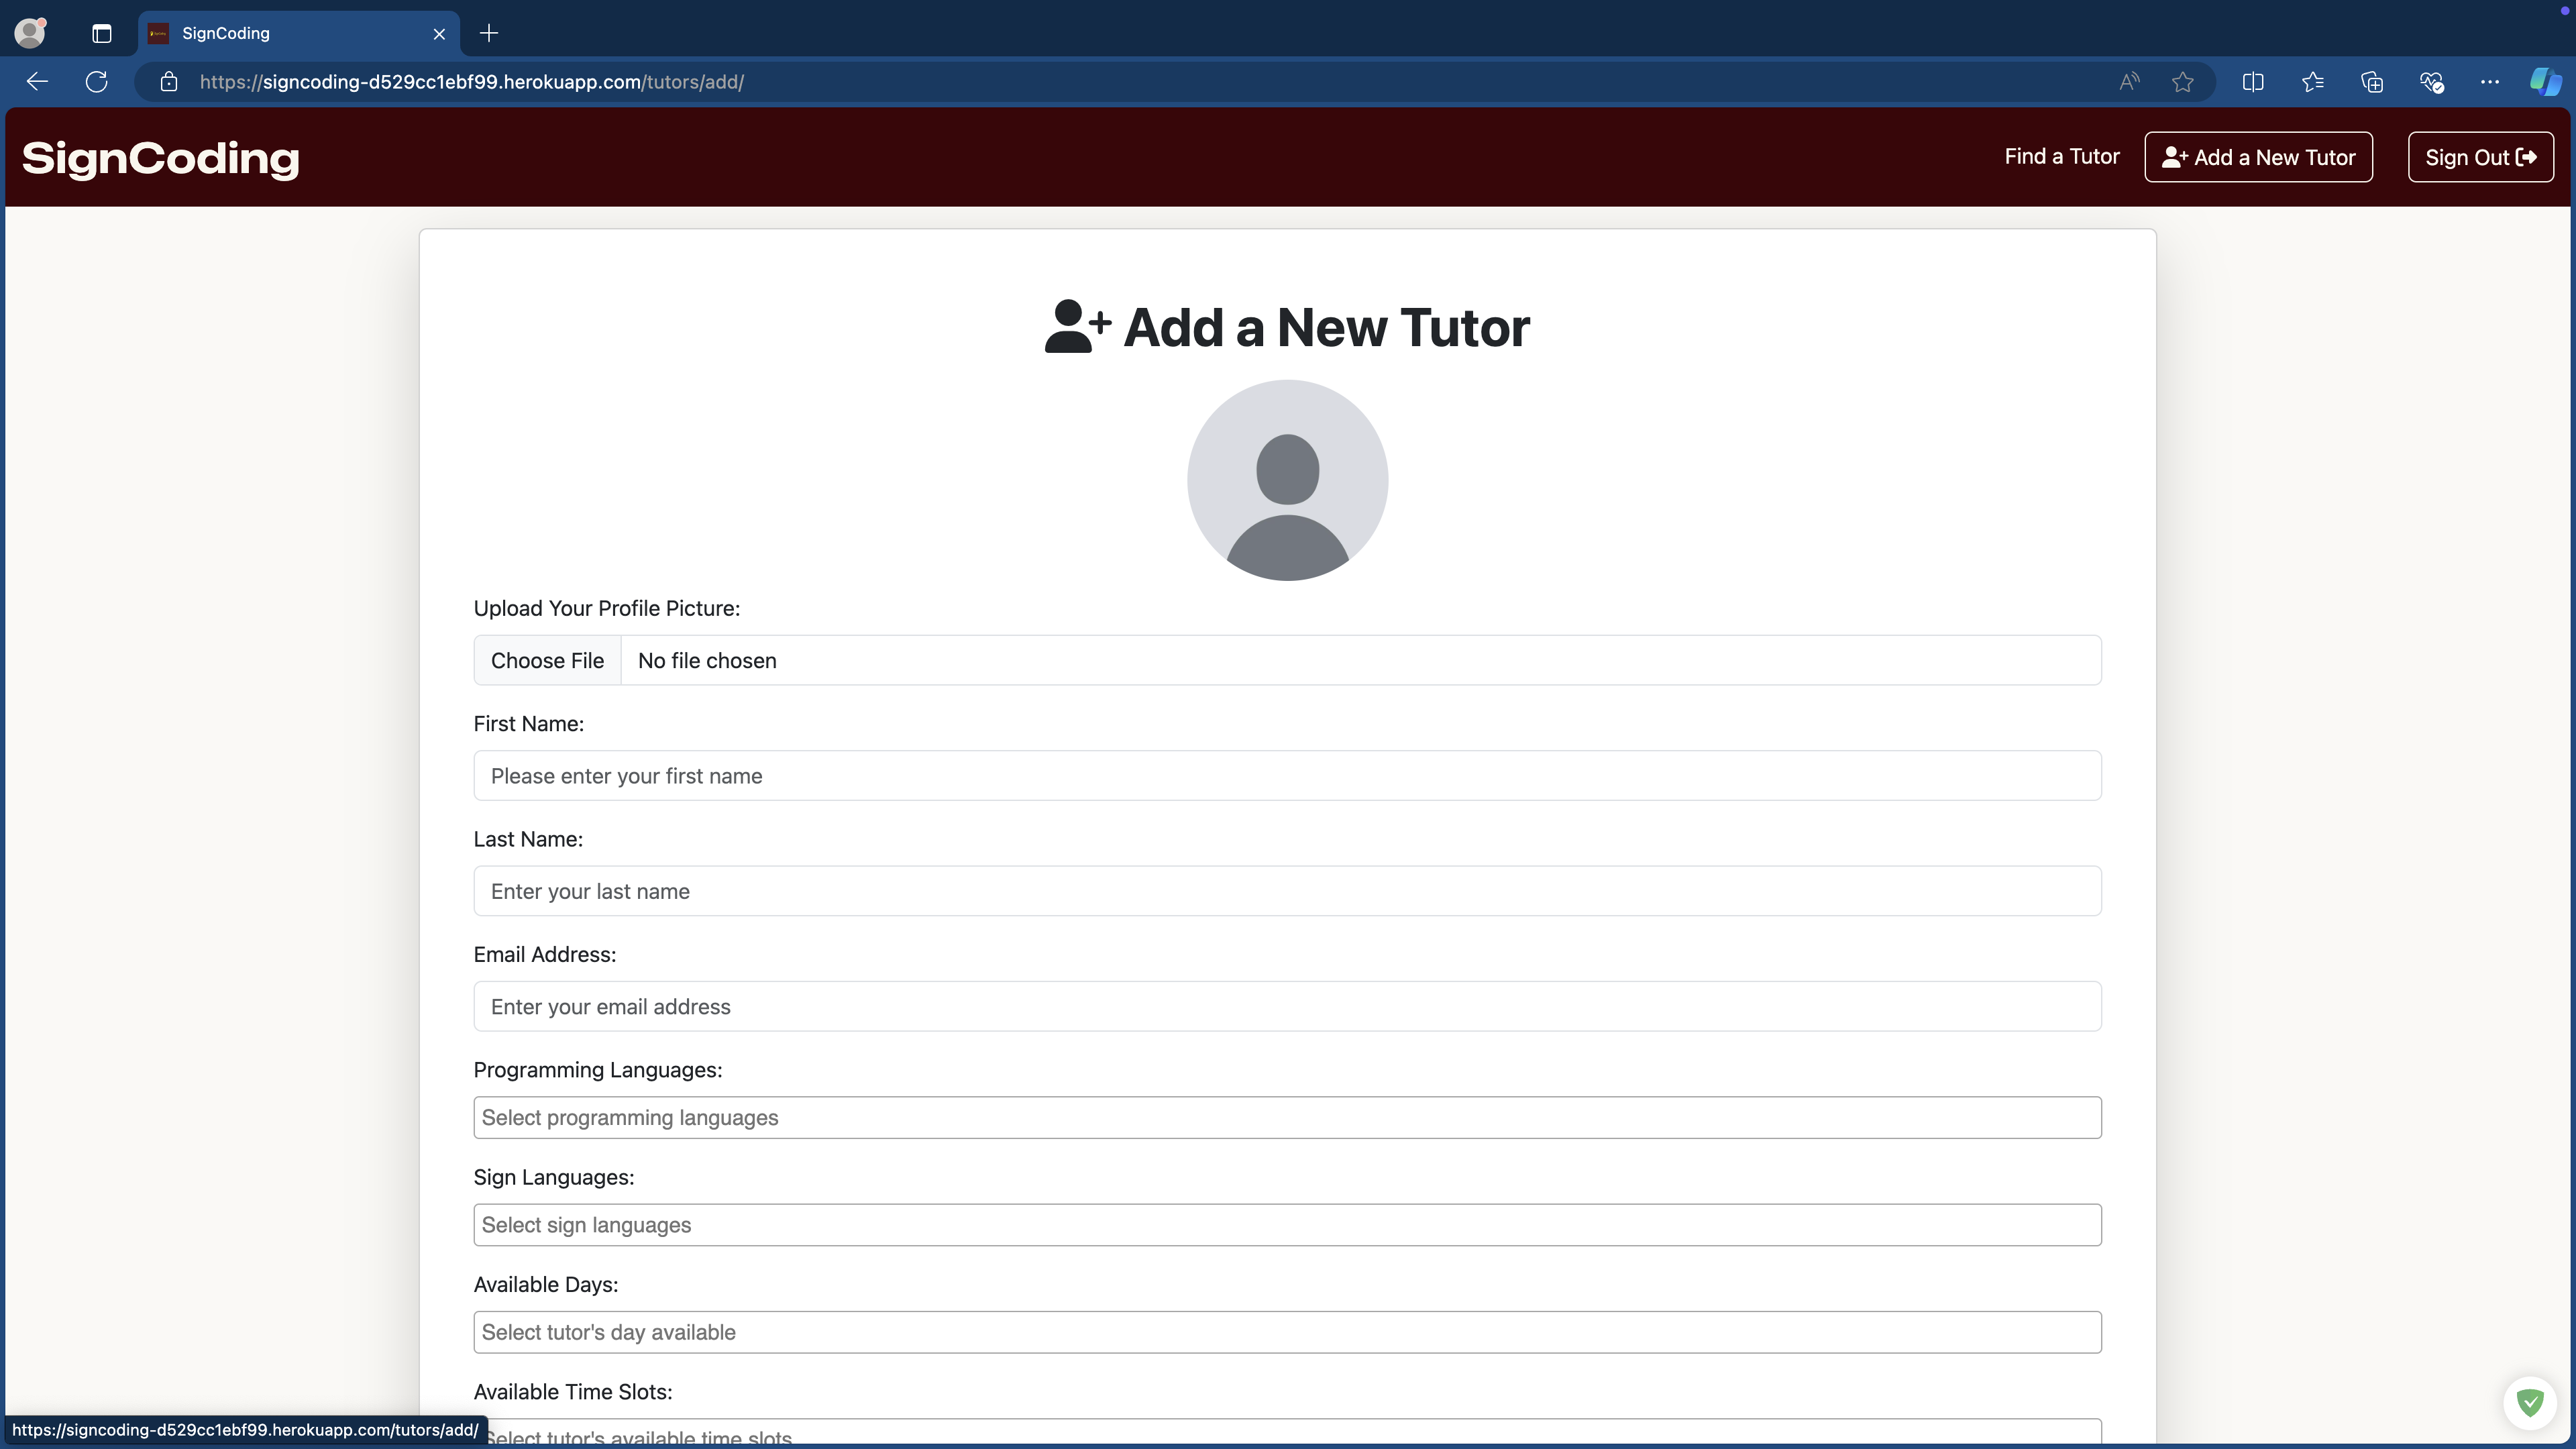 SignCoding
https://signcoding-d529cc1ebf99.herokuapp.com/tutors/add/
SignCoding
Find a Tutor
Add a New Tutor
Sign Out
Add a New Tutor
Upload Your Profile Picture:
Choose File No file chosen
First Name:
Please enter your first name
Last Name:
Enter your last name
Email Address:
Enter your email address
Programming Languages:
Select programming languages
Sign Languages:
Select sign languages
Available Days:
Select tutor's day available
Available Time Slots:
Select tutor's available time slots
https://signcoding-d529cc1ebf99.herokuapp.com/tutors/add/